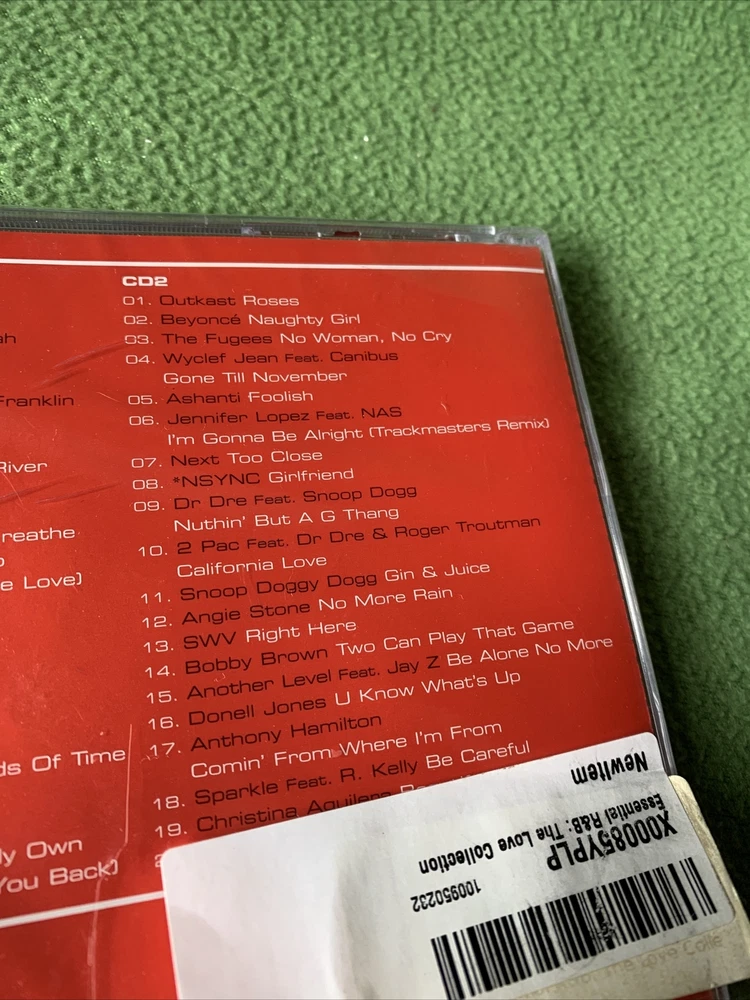 ah
Franklin
River
reathe
e Love)
ds Of Time
ly Own
You Back)
CD2
01. Outkast Roses
02. Beyoncé Naughty Girl
03. The Fugees No Woman, No Cry
04. Wyclef Jean Feat. Canibus
Gone Till November
05. Ashanti Foolish
06. Jennifer Lopez Feat. NAS
I'm Gonna Be Alright (Trackmasters Remix)
07. Next Too Close
08. *NSYNC Girlfriend
09. Dr Dre Feat. Snoop Dogg
Nuthin' But A G Thang
10. 2 Pac Feat. Dr Dre & Roger Troutman
California Love
11. Snoop Doggy Dogg Gin & Juice
12. Angie Stone No More Rain
13. SWV Right Here
14. Bobby Brown Two Can Play That Game
15. Another Level Feat. Jay Z Be Alone No More
16. Donell Jones U Know What's Up
17. Anthony Hamilton
Comin' From Where I'm From
18. Sparkle Feat. R. Kelly Be Careful
19. Christina Aguilera
NewItem
Essential R&B: The Love Collection
X00085YPLP
100950232